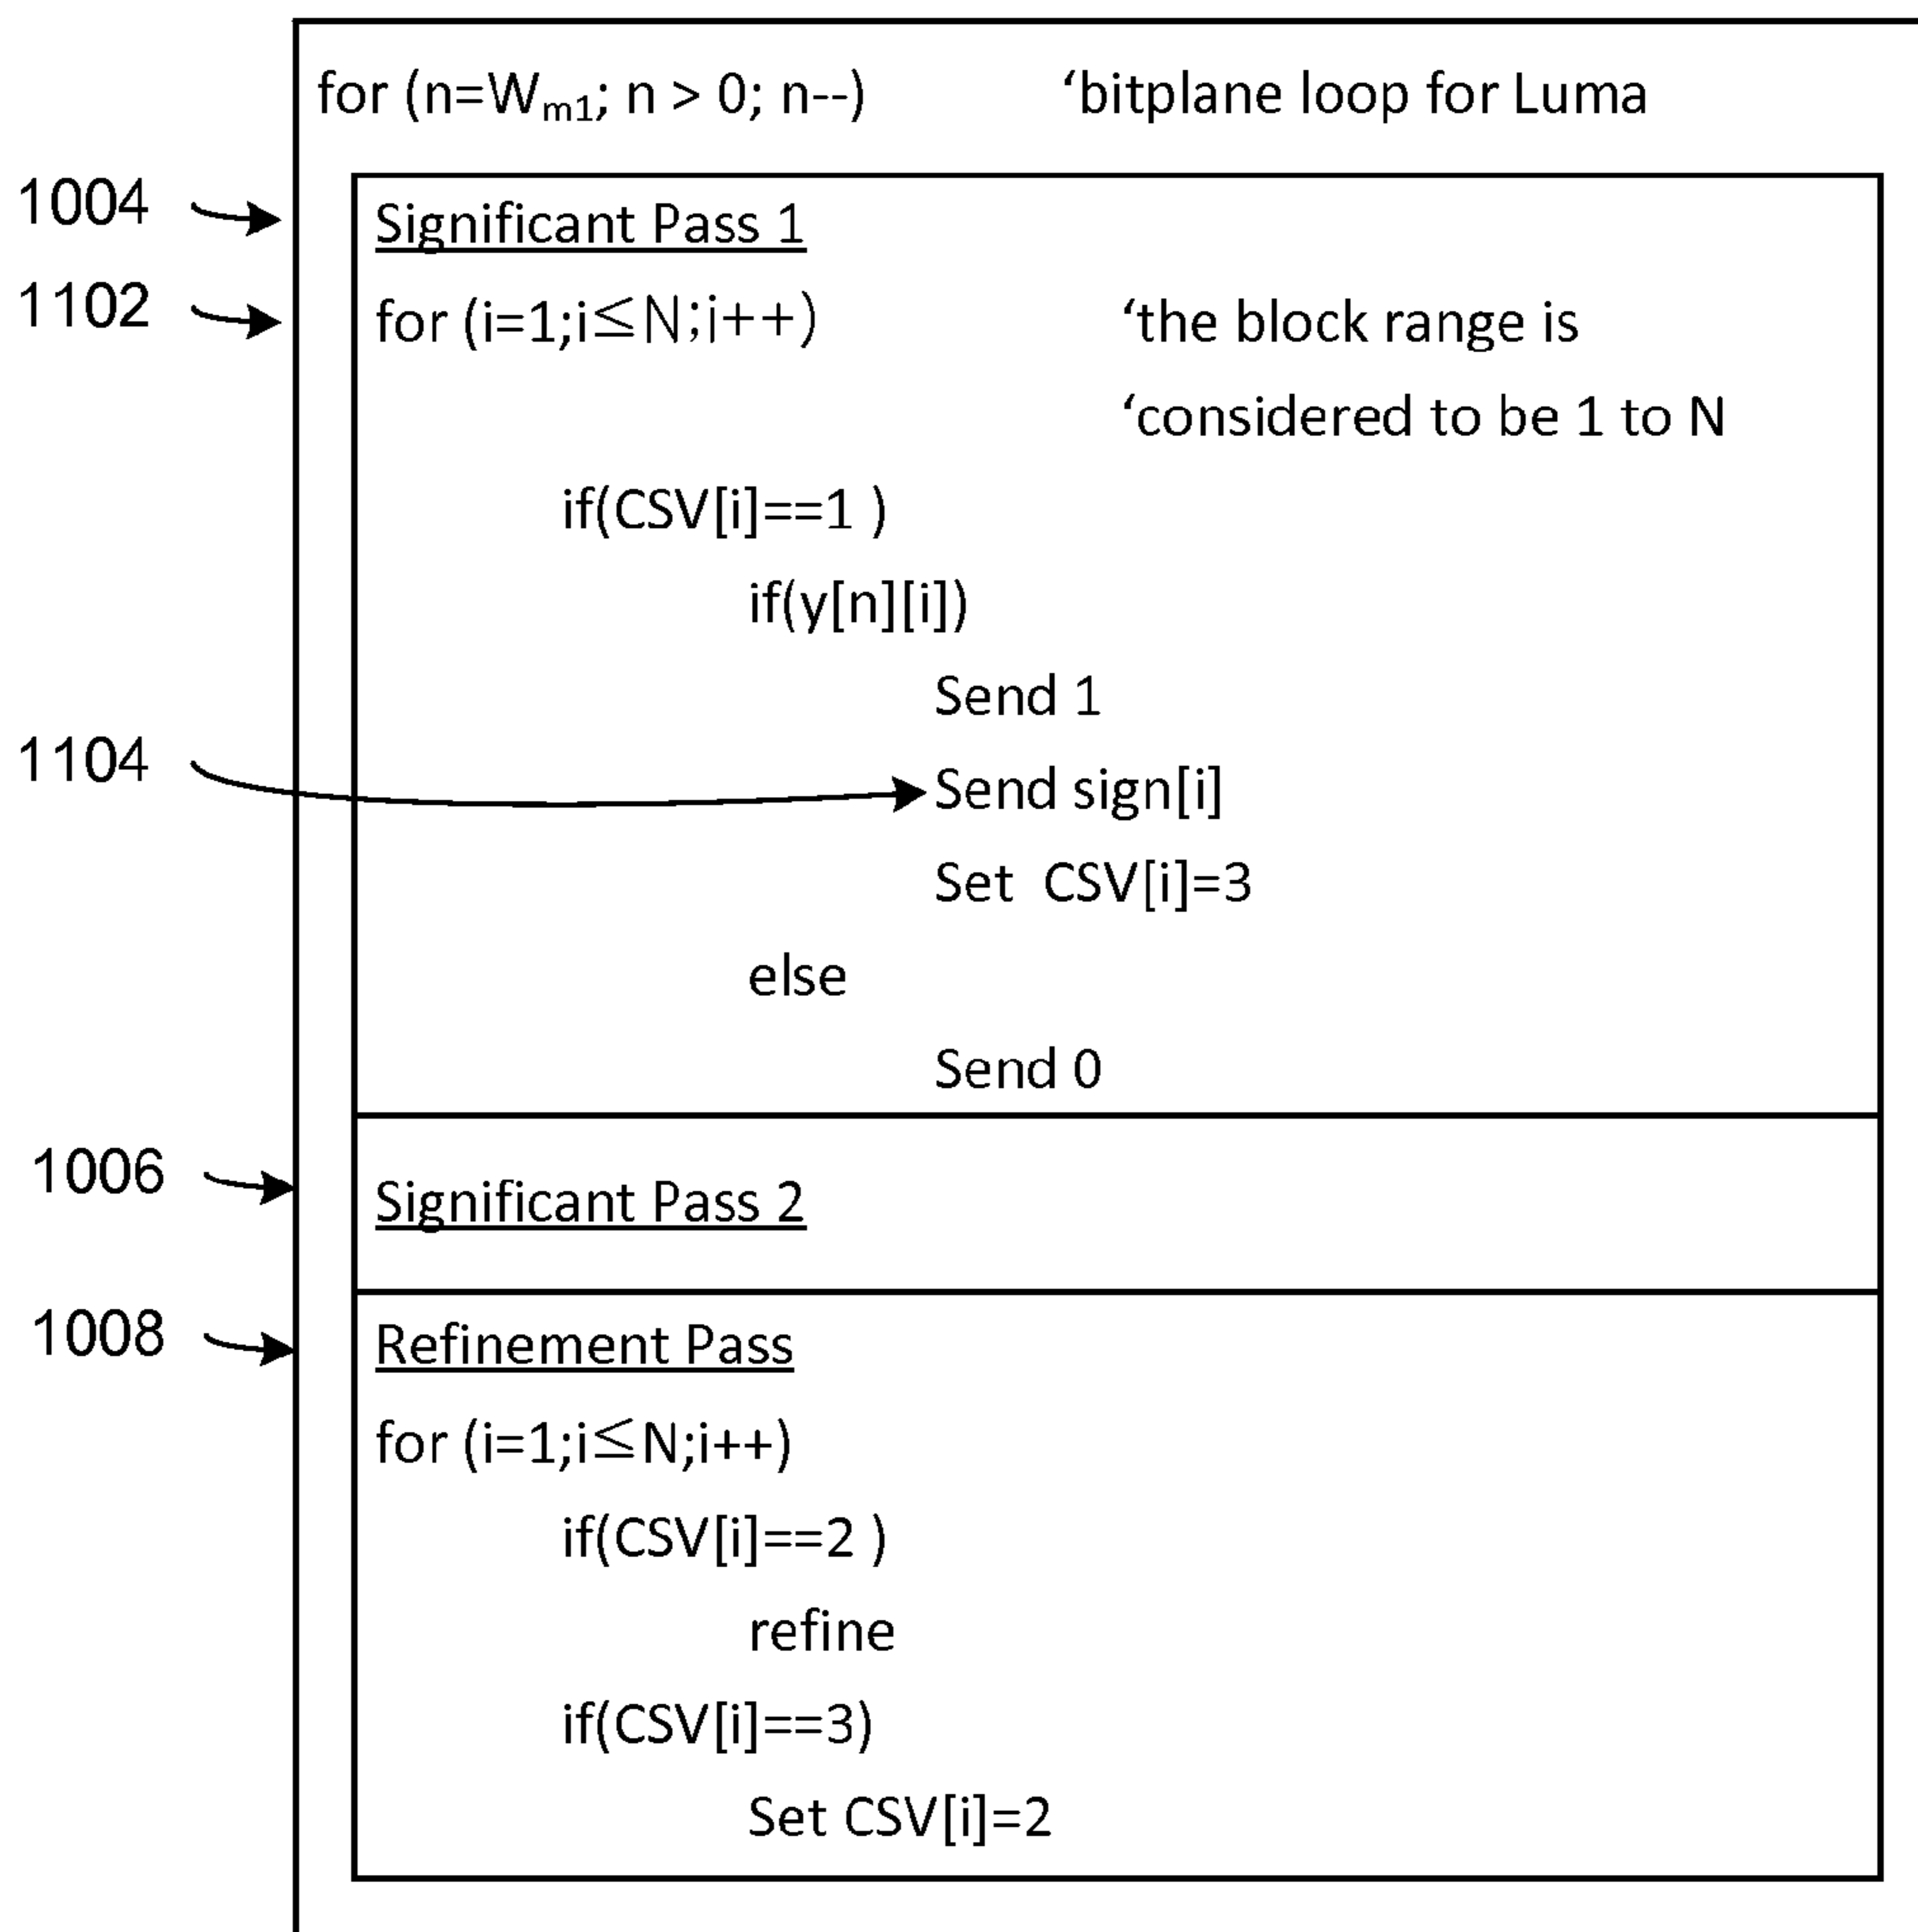 for (n=Wm1; n > 0; n--) ‘bitplane loop for Luma
1004 Significant Pass 1
1102 for (i=1;i≤N;i++) ‘the block range is
‘considered to be 1 to N
if(CSV[i]==1 )
if(y[n][i])
Send 1
1104 Send sign[i]
Set CSV[i]=3
else
Send 0
1006 Significant Pass 2
1008 Refinement Pass
for (i=1;i≤N;i++)
if(CSV[i]==2 )
refine
if(CSV[i]==3)
Set CSV[i]=2